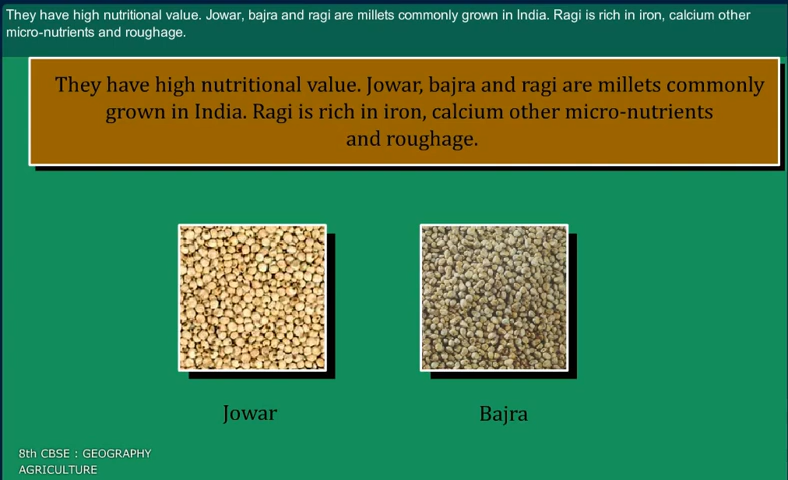 They have high nutritional value. Jowar, bajra and ragi are millets commonly grown in India. Ragi is rich in iron, calcium other
micro-nutrients and roughage.
They have high nutritional value. Jowar, bajra and ragi are millets commonly
grown in India. Ragi is rich in iron, calcium other micro-nutrients
and roughage.
Jowar
Bajra
8th CBSE : GEOGRAPHY
AGRICULTURE